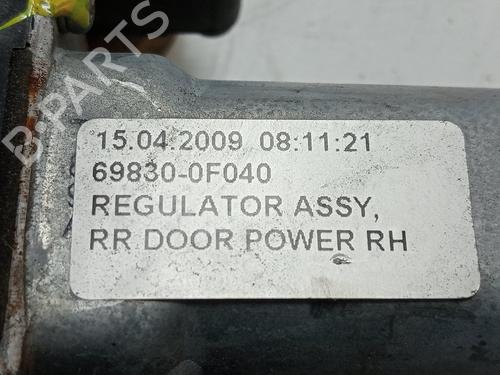 B-PARTS
15.04.2009 08:11:21
69830-0F040
REGULATOR ASSY,
RR DOOR POWER RH